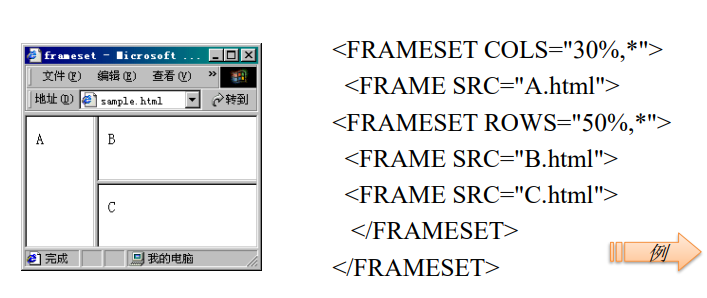 frameset - Microsoft ...
文件(F) 编辑(E) 查看(V) »
地址(D) sample.html 转到
A
B
C
完成 我的电脑
<FRAMESET COLS="30%,*">
<FRAME SRC="A.html">
<FRAMESET ROWS="50%,*">
<FRAME SRC="B.html">
<FRAME SRC="C.html">
</FRAMESET>
</FRAMESET>
例